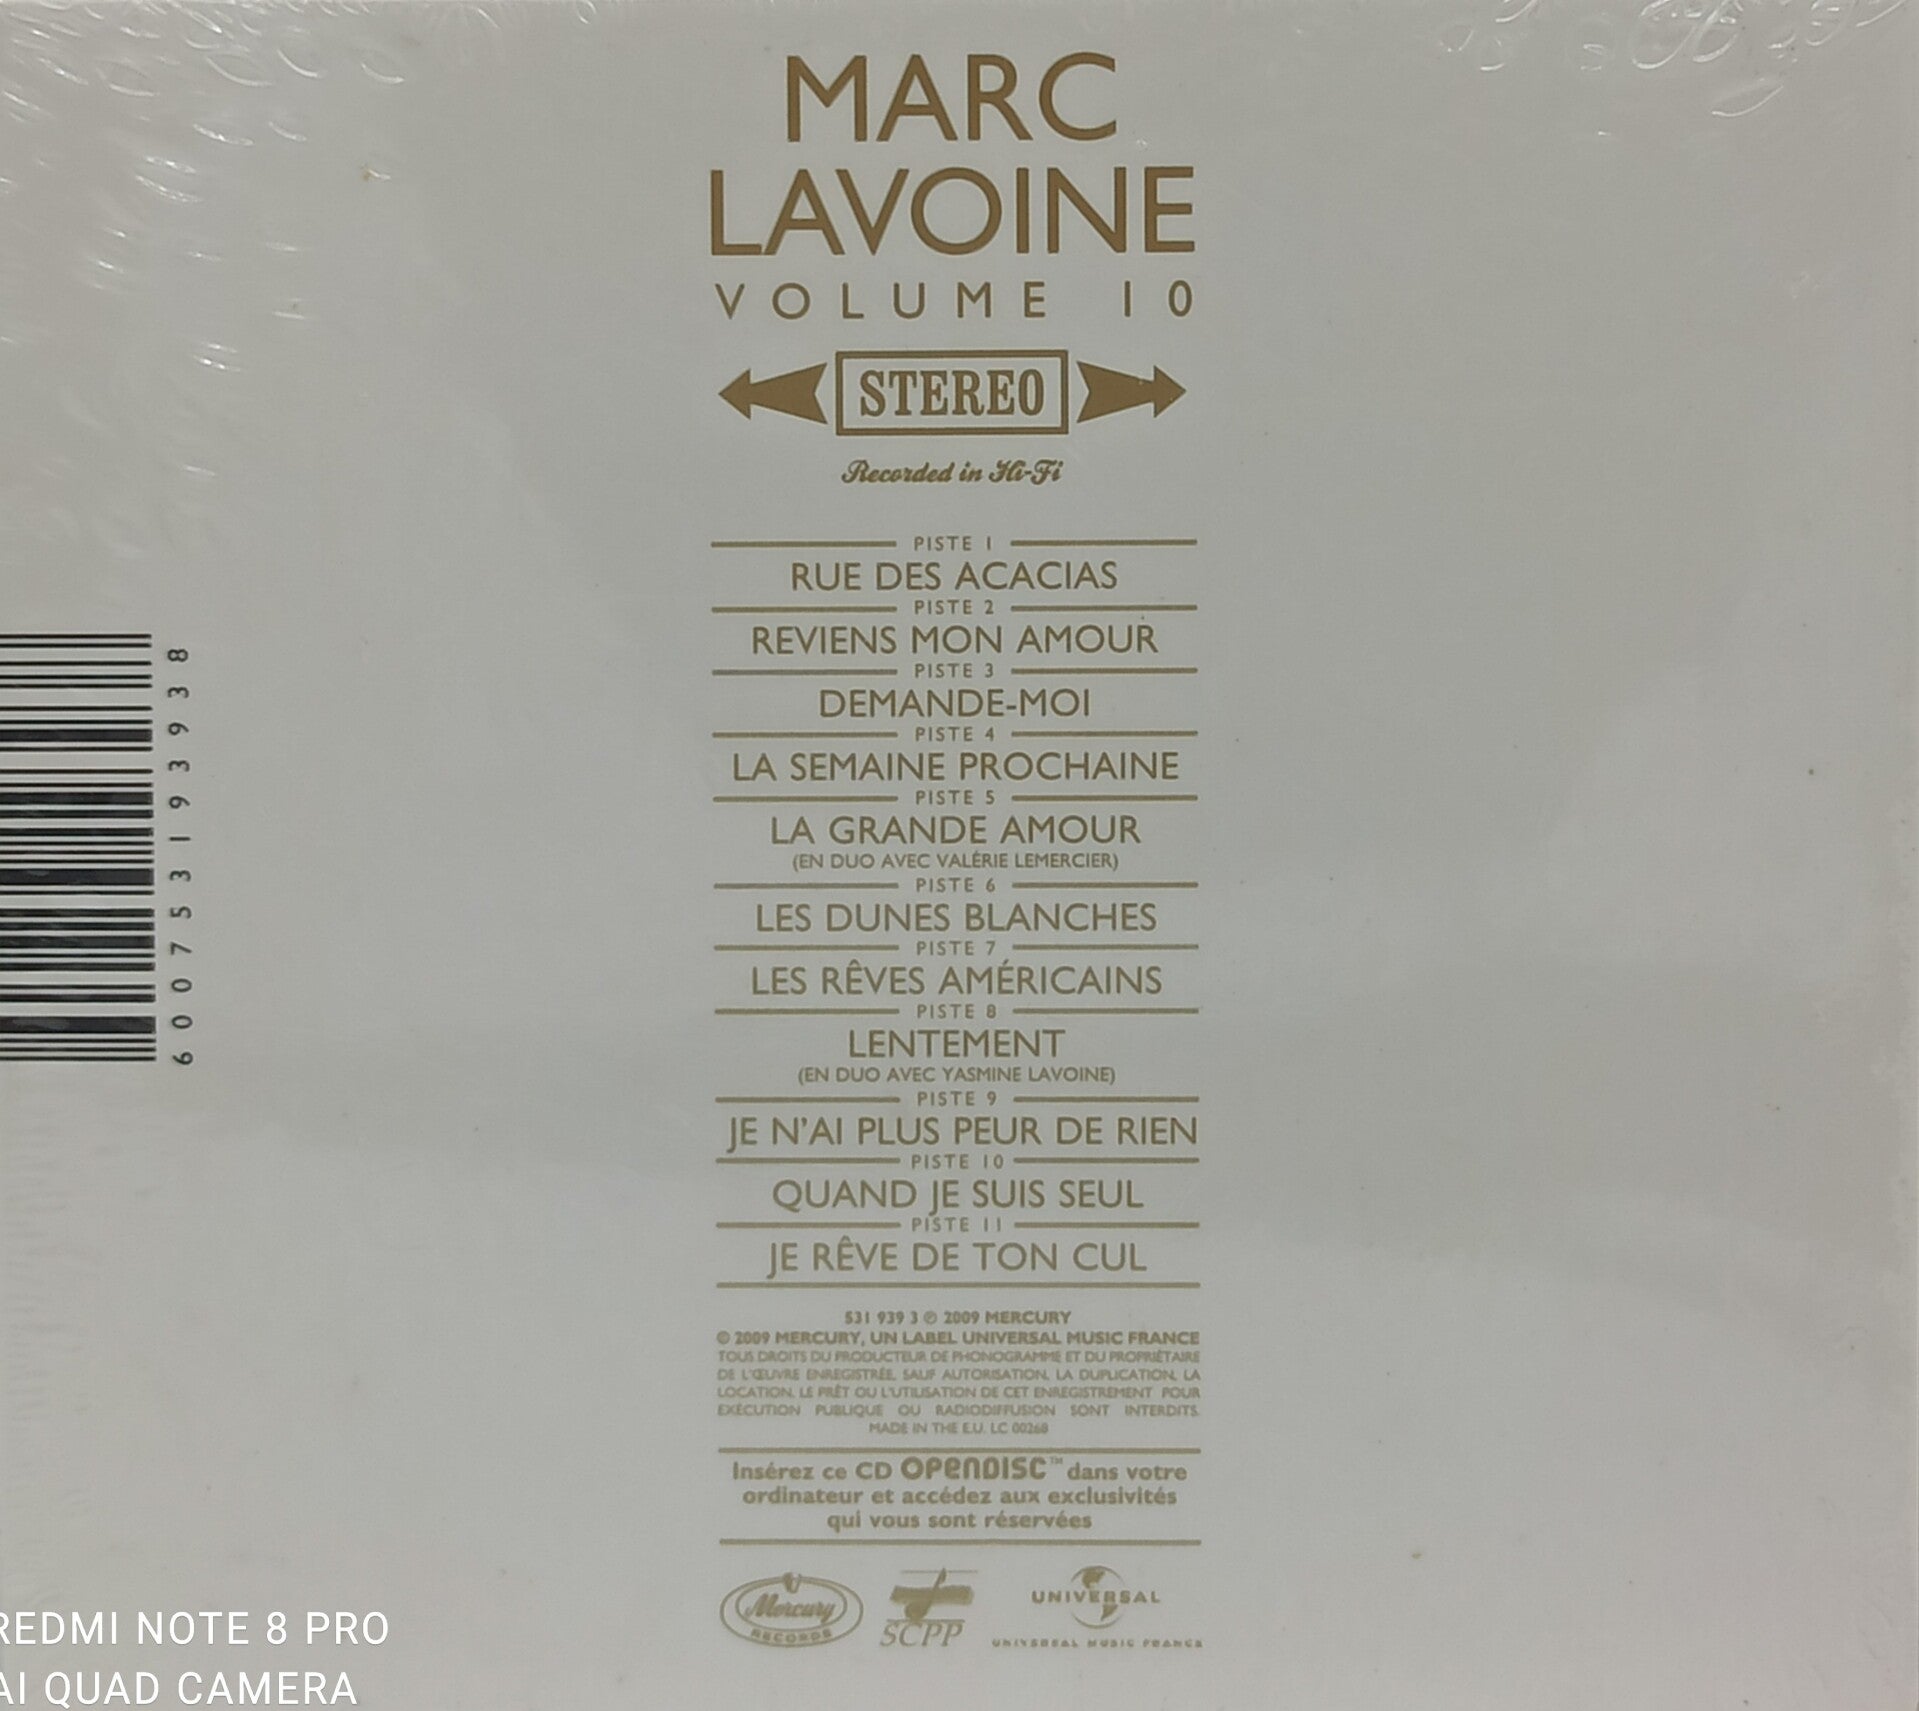 MARC
LAVOINE
VOLUME 10
STEREO
Recorded in Hi-Fi
PISTE 1
RUE DES ACACIAS
PISTE 2
REVIENS MON AMOUR
PISTE 3
DEMANDE-MOI
PISTE 4
LA SEMAINE PROCHAINE
PISTE 5
LA GRANDE AMOUR
(EN DUO AVEC VALÉRIE LEMERCIER)
PISTE 6
LES DUNES BLANCHES
PISTE 7
LES RÊVES AMÉRICAINS
PISTE 8
LENTEMENT
(EN DUO AVEC YASMINE LAVOINE)
PISTE 9
JE N'AI PLUS PEUR DE RIEN
PISTE 10
QUAND JE SUIS SEUL
PISTE 11
JE RÊVE DE TON CUL
531 939 3 ℗ 2009 MERCURY
© 2009 MERCURY, UN LABEL UNIVERSAL MUSIC FRANCE
TOUS DROITS DU PRODUCTEUR DE PHONOGRAMME ET DU PROPRIÉTAIRE
DE L'ŒUVRE ENREGISTRÉE. SAUF AUTORISATION, LA DUPLICATION, LA
LOCATION, LE PRÊT OU L'UTILISATION DE CET ENREGISTREMENT POUR
EXÉCUTION PUBLIQUE OU RADIODIFFUSION SONT INTERDITS.
MADE IN THE E.U. LC 00268
Insérez ce CD OPENDISC™ dans votre
ordinateur et accédez aux exclusivités
qui vous sont réservées
Mercury
RECORDS
SCPP
UNIVERSAL
UNIVERSAL MUSIC FRANCE
600753193938
REDMI NOTE 8 PRO
AI QUAD CAMERA